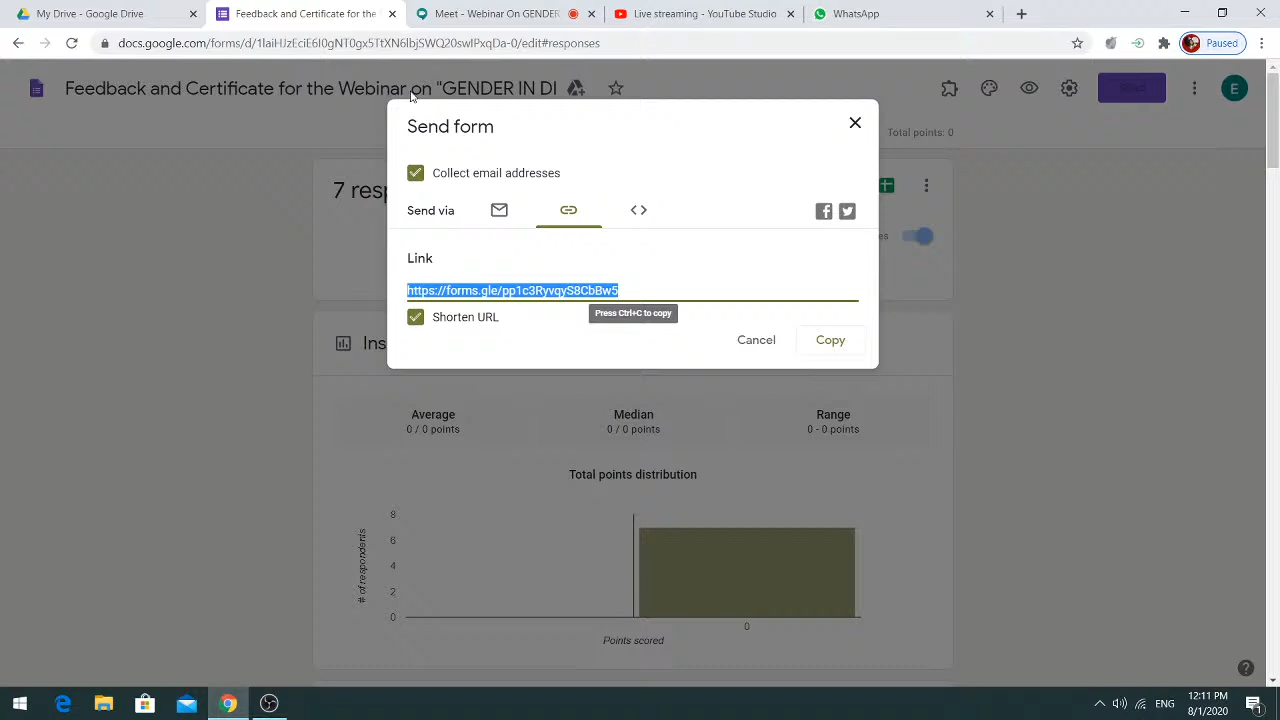 My Drive - Google Drive
Feedback and Certificate for the
Meet - Webinar On GENDER
Live streaming - YouTube Studio
WhatsApp
docs.google.com/forms/d/1laiHJzEciE6I0gNT0gx5TtXN6IbjSWQ20swlPxqDa-0/edit#responses
Paused
Feedback and Certificate for the Webinar on "GENDER IN DI
Send
E
Total points: 0
Send form
Collect email addresses
7 resp
Send via
es
Link
https://forms.gle/pp1c3RyvqyS8CbBw5
Press Ctrl+C to copy
Shorten URL
Cancel
Copy
Ins
Average
Median
Range
0 / 0 points
0 / 0 points
0 - 0 points
Total points distribution
# of respondents
8
6
4
2
0
0
Points scored
ENG
12:11 PM
8/1/2020